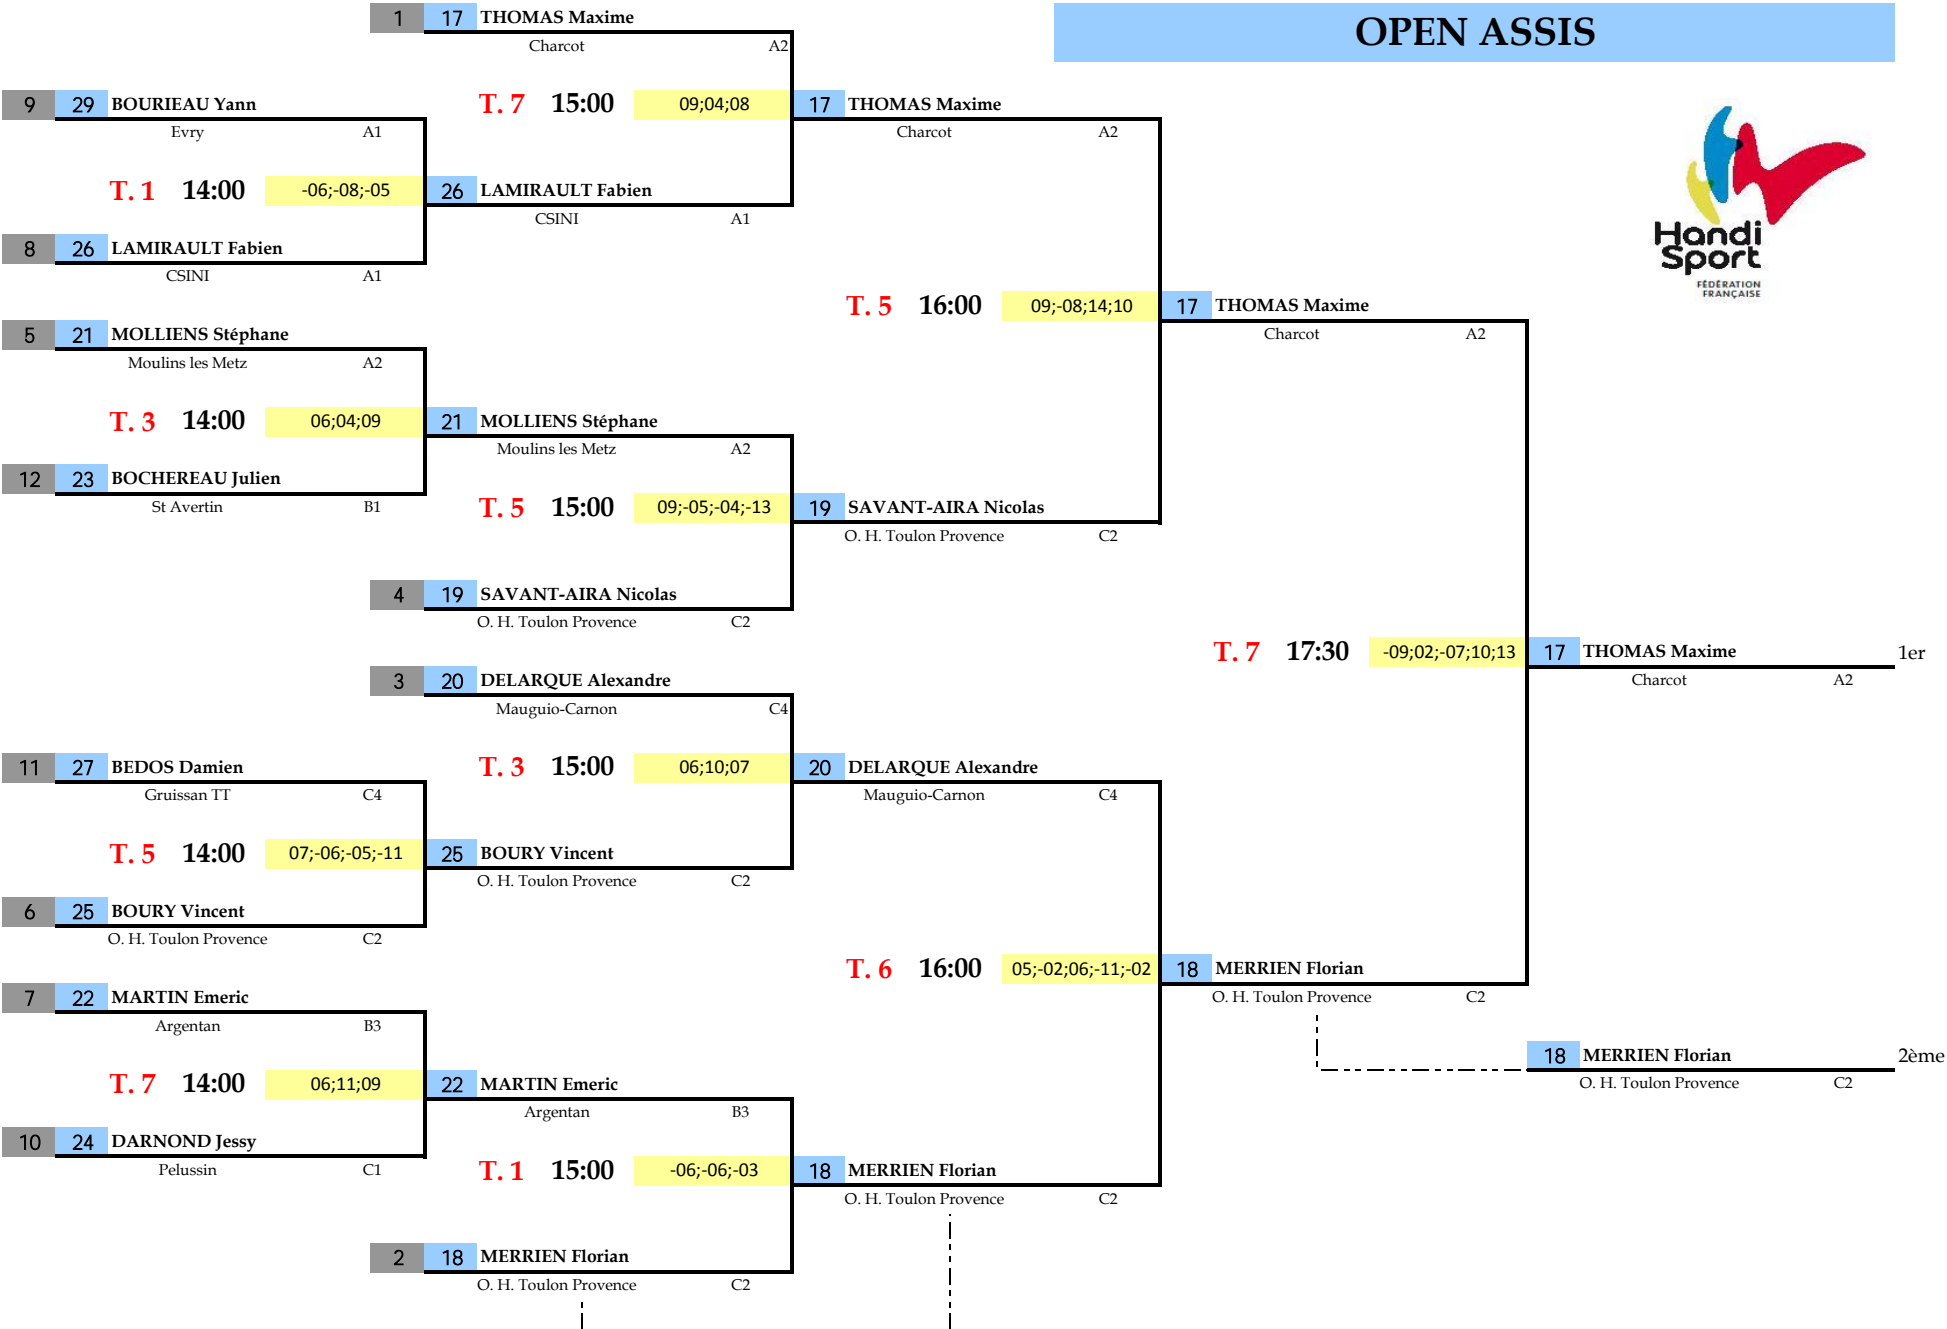 1 17 THOMAS Maxime
OPEN ASSIS
Charcot A2
9 29 BOURIEAU Yann
T. 7 15:00 09;04;08
17 THOMAS Maxime
Evry A1
Charcot A2
T. 1 14:00 -06;-08;-05
26 LAMIRAULT Fabien
CSINI A1
8 26 LAMIRAULT Fabien
CSINI A1
Handi
Sport
FÉDÉRATION
FRANÇAISE
T. 5 16:00 09;-08;14;10
17 THOMAS Maxime
Charcot A2
5 21 MOLLIENS Stéphane
Moulins les Metz A2
T. 3 14:00 06;04;09
21 MOLLIENS Stéphane
Moulins les Metz A2
12 23 BOCHEREAU Julien
St Avertin B1
T. 5 15:00 09;-05;-04;-13
19 SAVANT-AIRA Nicolas
O. H. Toulon Provence C2
4 19 SAVANT-AIRA Nicolas
O. H. Toulon Provence C2
T. 7 17:30 -09;02;-07;10;13
17 THOMAS Maxime 1er
Charcot A2
3 20 DELARQUE Alexandre
Mauguio-Carnon C4
11 27 BEDOS Damien
T. 3 15:00 06;10;07
20 DELARQUE Alexandre
Gruissan TT C4
Mauguio-Carnon C4
T. 5 14:00 07;-06;-05;-11
25 BOURY Vincent
O. H. Toulon Provence C2
6 25 BOURY Vincent
O. H. Toulon Provence C2
T. 6 16:00 05;-02;06;-11;-02
18 MERRIEN Florian
O. H. Toulon Provence C2
7 22 MARTIN Emeric
Argentan B3
18 MERRIEN Florian 2ème
O. H. Toulon Provence C2
T. 7 14:00 06;11;09
22 MARTIN Emeric
Argentan B3
10 24 DARNOND Jessy
Pelussin C1
T. 1 15:00 -06;-06;-03
18 MERRIEN Florian
O. H. Toulon Provence C2
2 18 MERRIEN Florian
O. H. Toulon Provence C2